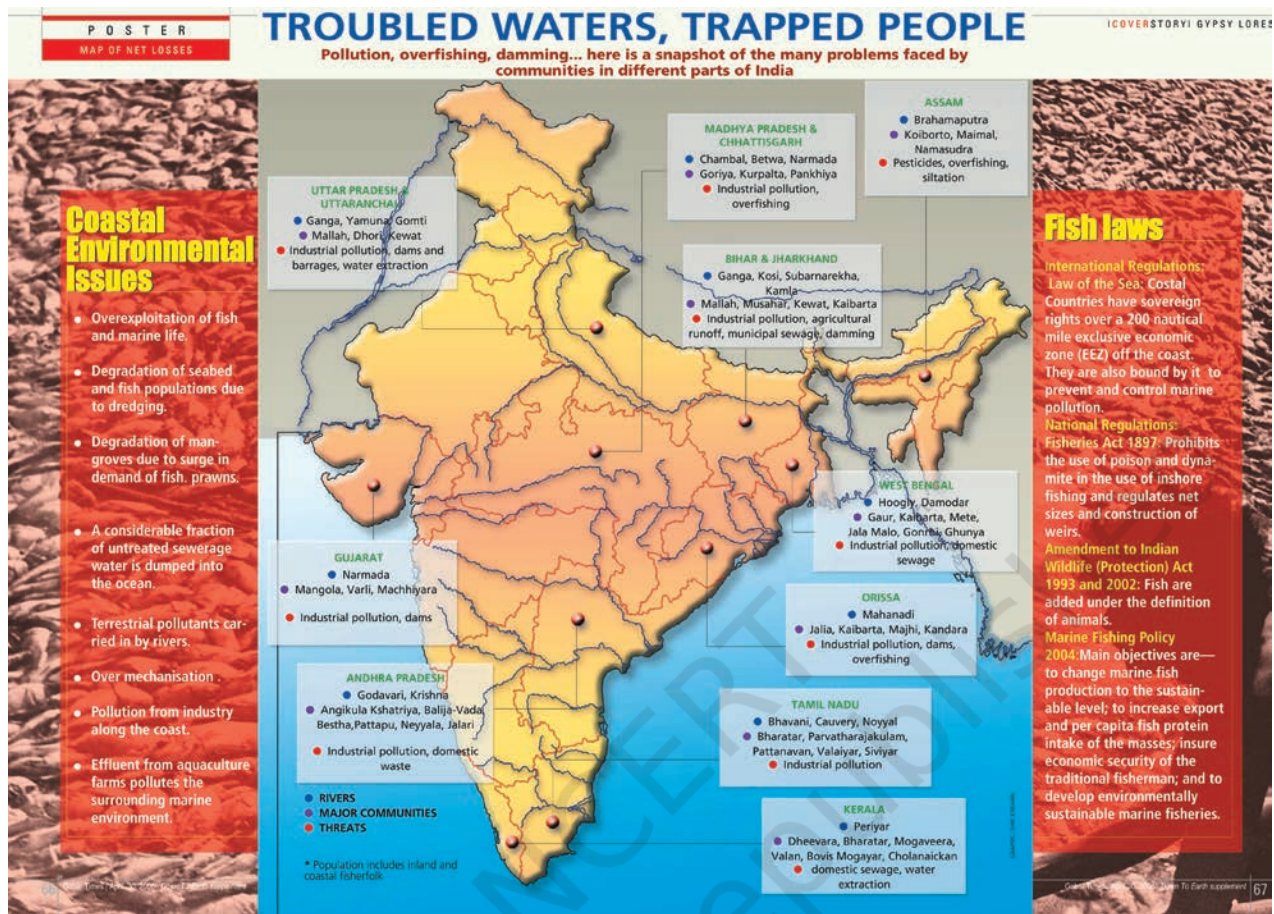 POSTER
MAP OF NET LOSSES
TROUBLED WATERS, TRAPPED PEOPLE
Pollution, overfishing, damming... here is a snapshot of the many problems faced by
communities in different parts of India
|COVERSTORY| GYPSY LORES
Coastal
Environmental
Issues
● Overexploitation of fish
and marine life.
● Degradation of seabed
and fish populations due
to dredging.
● Degradation of man-
groves due to surge in
demand of fish. prawns.
● A considerable fraction
of untreated sewerage
water is dumped into
the ocean.
● Terrestrial pollutants car-
ried in by rivers.
● Over mechanisation .
● Pollution from industry
along the coast.
● Effluent from aquaculture
farms pollutes the
surrounding marine
environment.
UTTAR PRADESH &
UTTARANCHAL
● Ganga, Yamuna, Gomti
● Mallah, Dhori, Kewat
● Industrial pollution, dams and
barrages, water extraction
MADHYA PRADESH &
CHHATTISGARH
● Chambal, Betwa, Narmada
● Goriya, Kurpalta, Pankhiya
● Industrial pollution,
overfishing
ASSAM
● Brahamaputra
● Koiborto, Maimal,
Namasudra
● Pesticides, overfishing,
siltation
BIHAR & JHARKHAND
● Ganga, Kosi, Subarnarekha,
Kamla
● Mallah, Musahar, Kewat, Kaibarta
● Industrial pollution, agricultural
runoff, municipal sewage, damming
WEST BENGAL
● Hoogly, Damodar
● Gaur, Kaibarta, Mete,
Jala Malo, Gonrhi, Ghunya
● Industrial pollution, domestic
sewage
GUJARAT
● Narmada
● Mangola, Varli, Machhiyara
● Industrial pollution, dams
ORISSA
● Mahanadi
● Jalia, Kaibarta, Majhi, Kandara
● Industrial pollution, dams,
overfishing
ANDHRA PRADESH
● Godavari, Krishna
● Angikula Kshatriya, Balija-Vada,
Bestha,Pattapu, Neyyala, Jalari
● Industrial pollution, domestic
waste
TAMIL NADU
● Bhavani, Cauvery, Noyyal
● Bharatar, Parvatharajakulam,
Pattanavan, Valaiyar, Siviyar
● Industrial pollution
KERALA
● Periyar
● Dheevara, Bharatar, Mogaveera,
Valan, Bovis Mogayar, Cholanaickan
● domestic sewage, water
extraction
● RIVERS
● MAJOR COMMUNITIES
● THREATS
* Population includes inland and
coastal fisherfolk
Fish laws
International Regulations:
Law of the Sea: Costal
Countries have sovereign
rights over a 200 nautical
mile exclusive economic
zone (EEZ) off the coast.
They are also bound by it to
prevent and control marine
pollution.
National Regulations:
Fisheries Act 1897: Prohibits
the use of poison and dyna-
mite in the use of inshore
fishing and regulates net
sizes and construction of
weirs.
Amendment to Indian
Wildlife (Protection) Act
1993 and 2002: Fish are
added under the definition
of animals.
Marine Fishing Policy
2004:Main objectives are—
to change marine fish
production to the sustain-
able level; to increase export
and per capita fish protein
intake of the masses; insure
economic security of the
traditional fisherman; and to
develop environmentally
sustainable marine fisheries.
66
Down To Earth supplement
67
NCERT